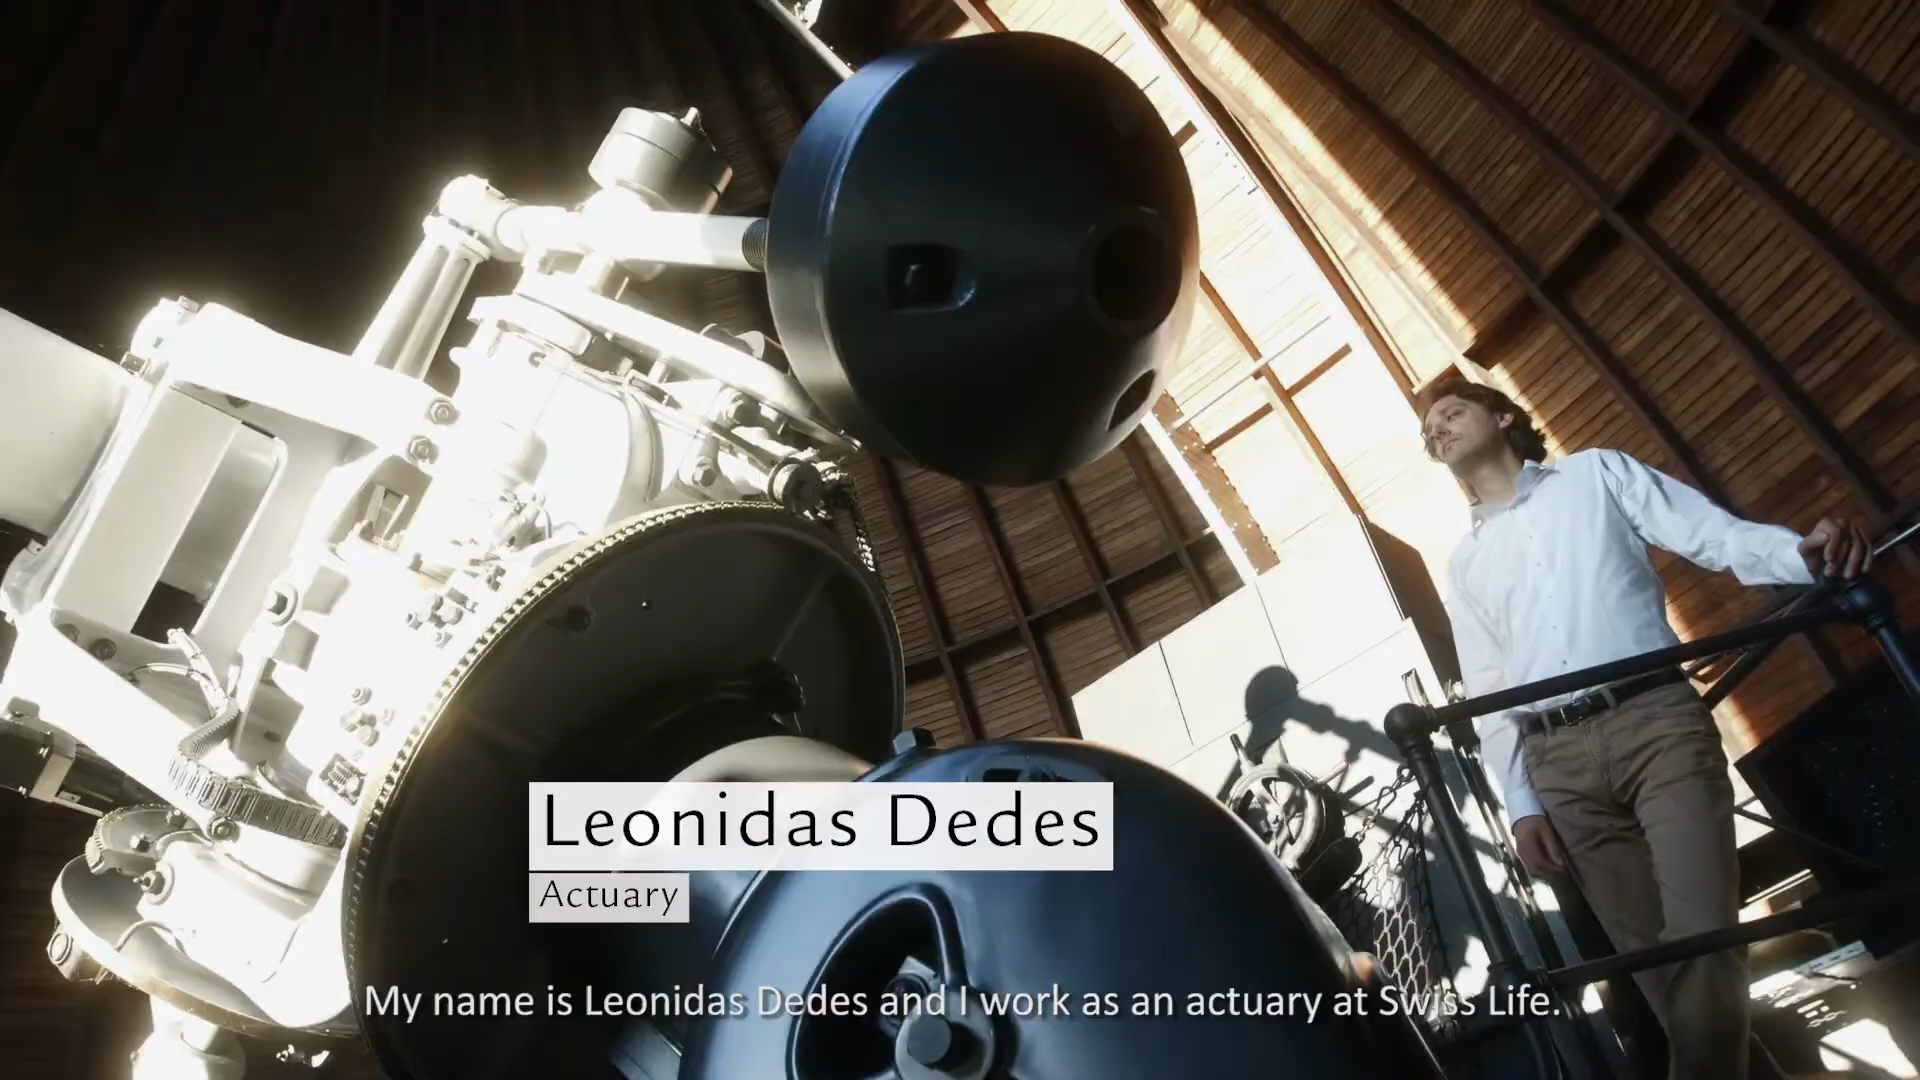 Leonidas Dedes
Actuary
My name is Leonidas Dedes and I work as an actuary at Swiss Life.